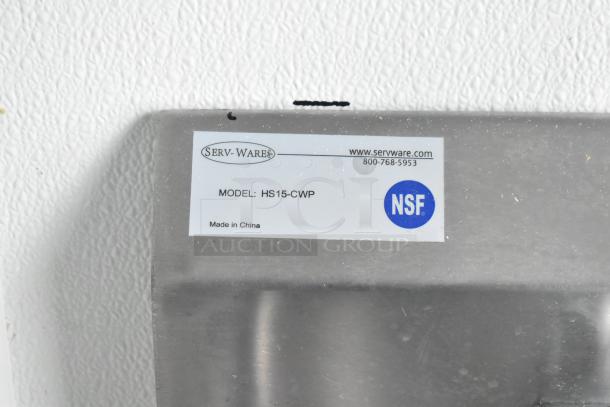 SERV-WARE®
www.servware.com
800-768-5953
MODEL: HS15-CWP
NSF
Made in China
PCI
AUCTION GROUP